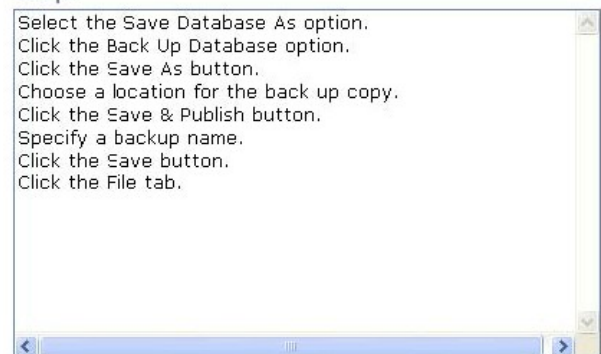 Select the Save Database As option.
Click the Back Up Database option.
Click the Save As button.
Choose a location for the back up copy.
Click the Save & Publish button.
Specify a backup name.
Click the Save button.
Click the File tab.